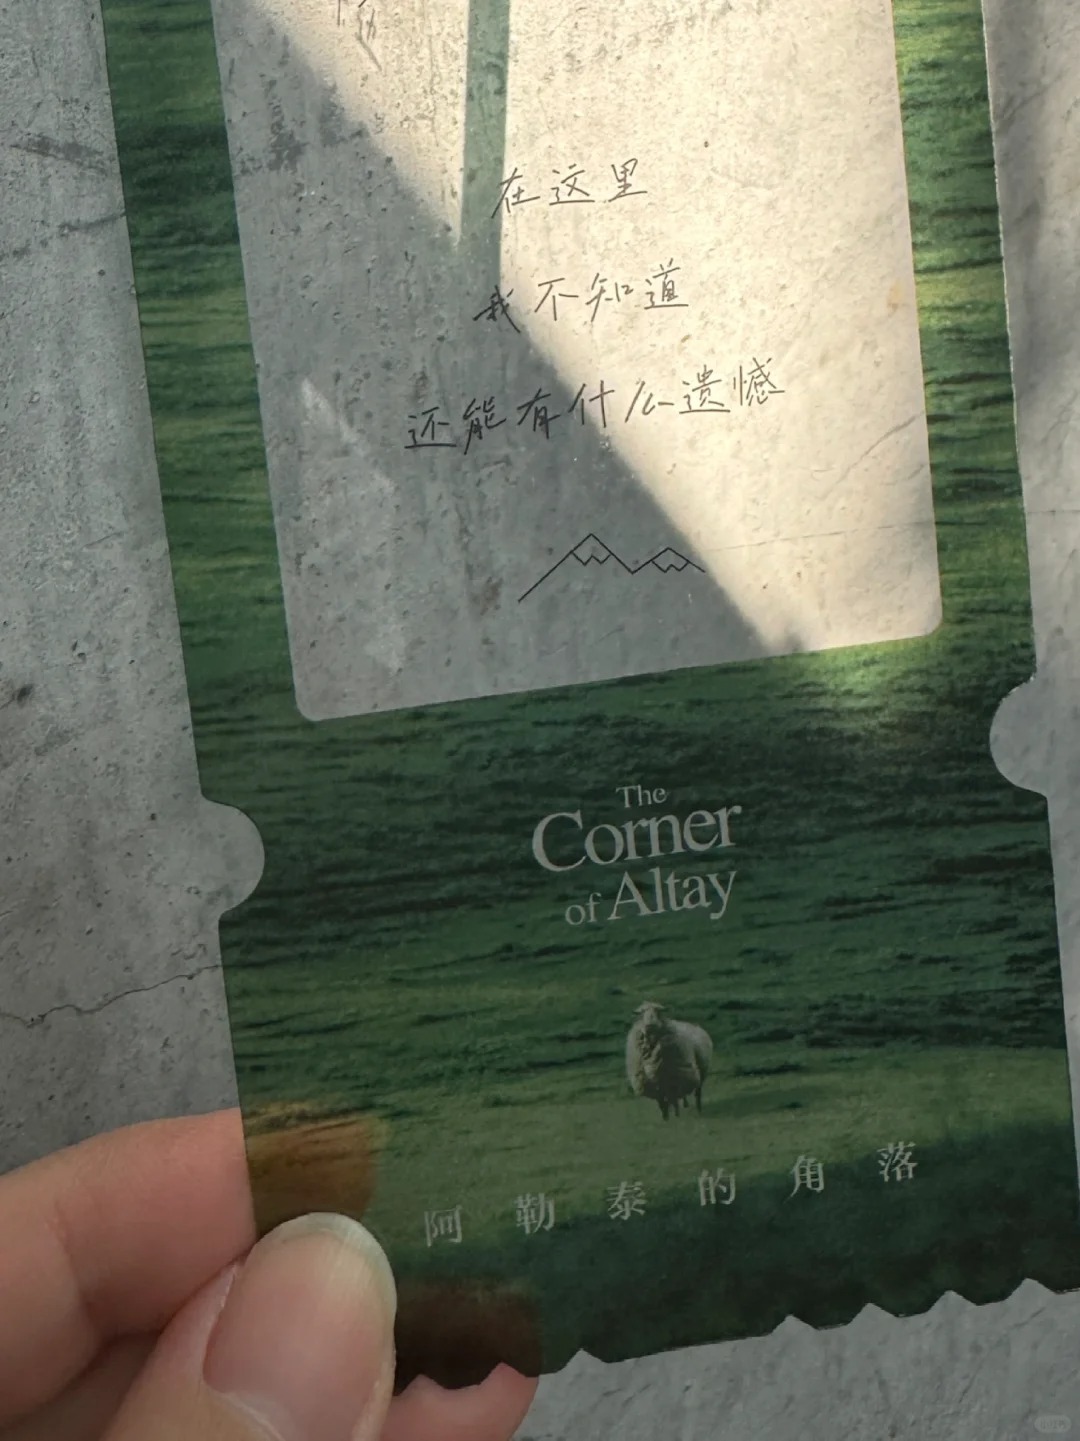 在这里
我不知道
还能有什么遗憾
The
Corner
of Altay
阿勒泰的角落